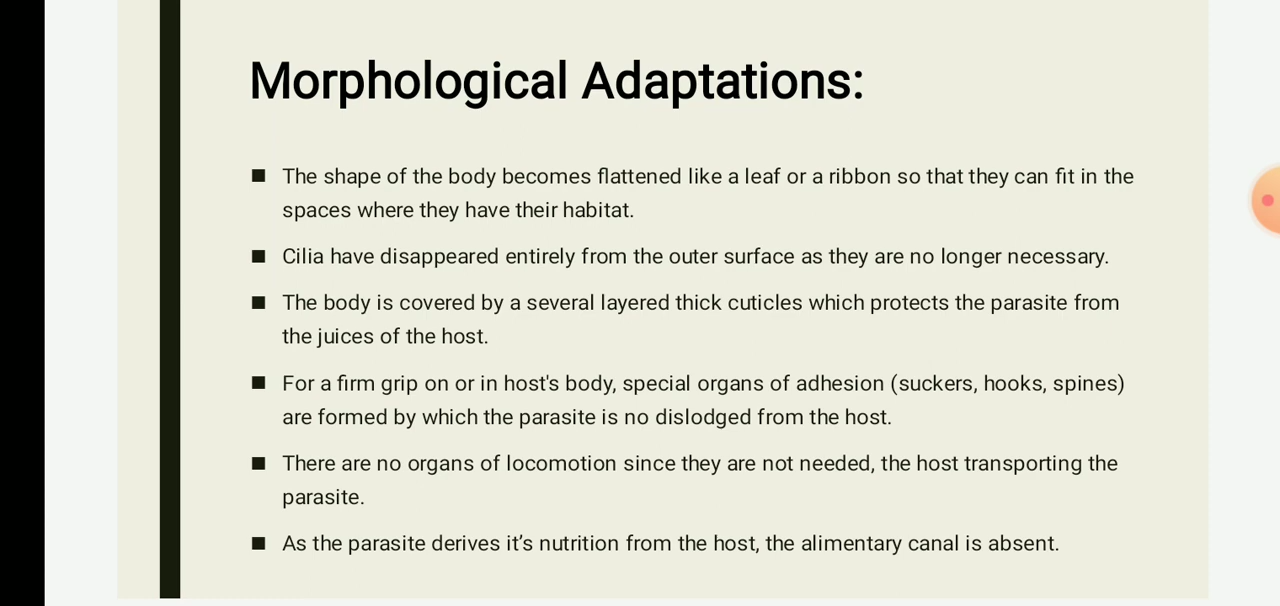 Morphological Adaptations:
■ The shape of the body becomes flattened like a leaf or a ribbon so that they can fit in the
spaces where they have their habitat.
■ Cilia have disappeared entirely from the outer surface as they are no longer necessary.
■ The body is covered by a several layered thick cuticles which protects the parasite from
the juices of the host.
■ For a firm grip on or in host's body, special organs of adhesion (suckers, hooks, spines)
are formed by which the parasite is no dislodged from the host.
■ There are no organs of locomotion since they are not needed, the host transporting the
parasite.
■ As the parasite derives it’s nutrition from the host, the alimentary canal is absent.